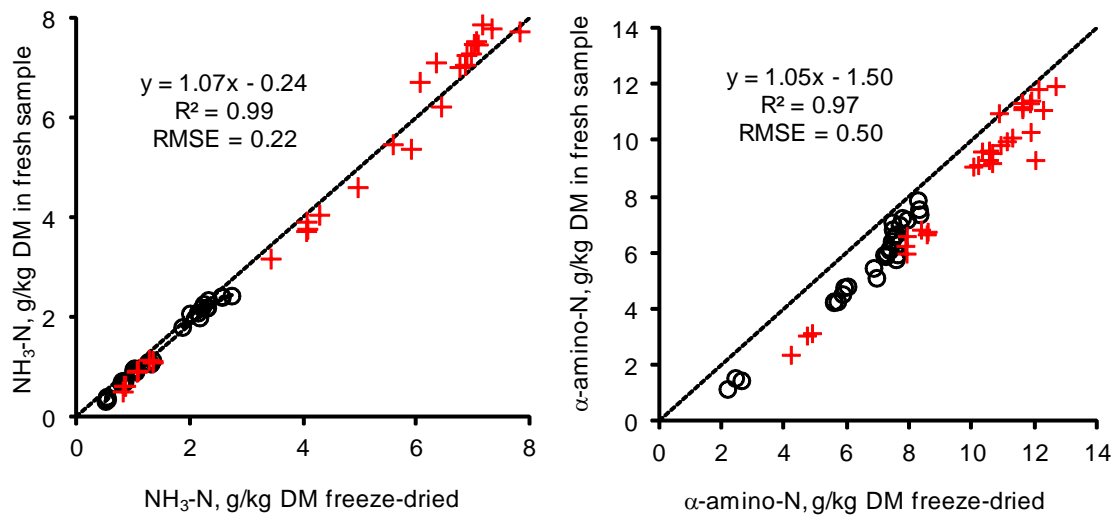 8
6
4
2
0
NH₃-N, g/kg DM in fresh sample
y = 1.07x - 0.24
R² = 0.99
RMSE = 0.22
0 2 4 6 8
NH₃-N, g/kg DM freeze-dried
14
12
10
8
6
4
2
0
α-amino-N, g/kg DM in fresh sample
y = 1.05x - 1.50
R² = 0.97
RMSE = 0.50
0 2 4 6 8 10 12 14
α-amino-N, g/kg DM freeze-dried